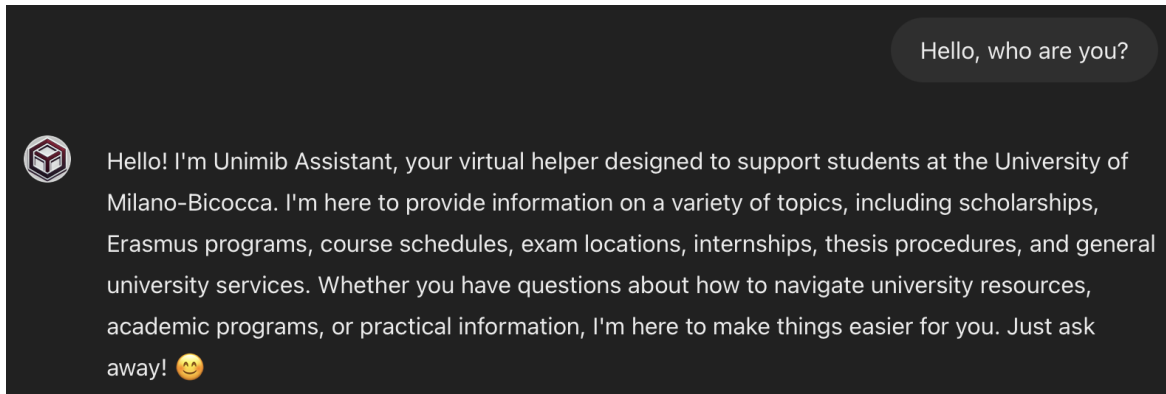 Hello, who are you?
Hello! I'm Unimib Assistant, your virtual helper designed to support students at the University of
Milano-Bicocca. I'm here to provide information on a variety of topics, including scholarships,
Erasmus programs, course schedules, exam locations, internships, thesis procedures, and general
university services. Whether you have questions about how to navigate university resources,
academic programs, or practical information, I'm here to make things easier for you. Just ask
away! 😊